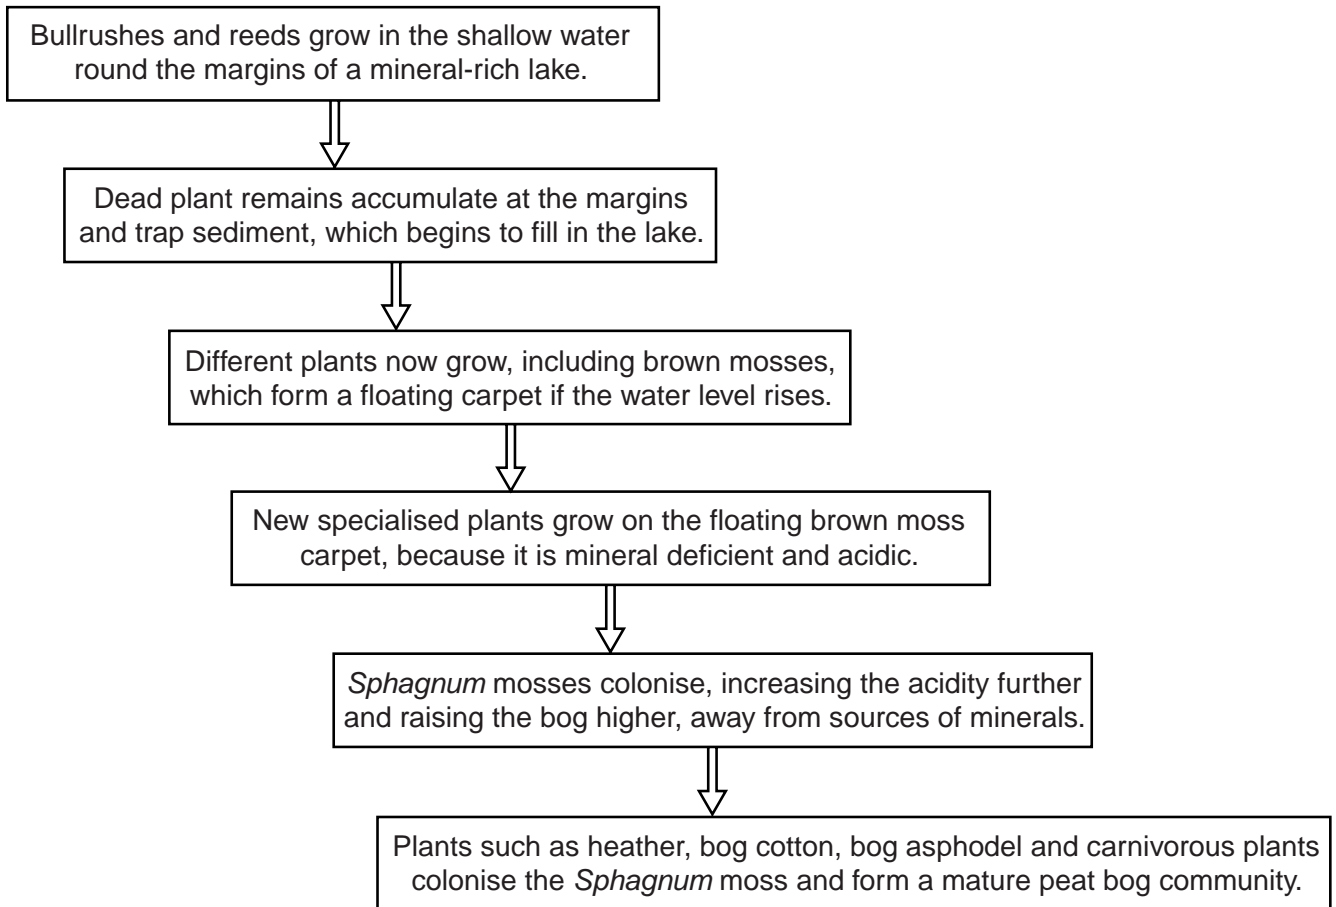 Bullrushes and reeds grow in the shallow water
round the margins of a mineral-rich lake.
Dead plant remains accumulate at the margins
and trap sediment, which begins to fill in the lake.
Different plants now grow, including brown mosses,
which form a floating carpet if the water level rises.
New specialised plants grow on the floating brown moss
carpet, because it is mineral deficient and acidic.
Sphagnum mosses colonise, increasing the acidity further
and raising the bog higher, away from sources of minerals.
Plants such as heather, bog cotton, bog asphodel and carnivorous plants
colonise the Sphagnum moss and form a mature peat bog community.